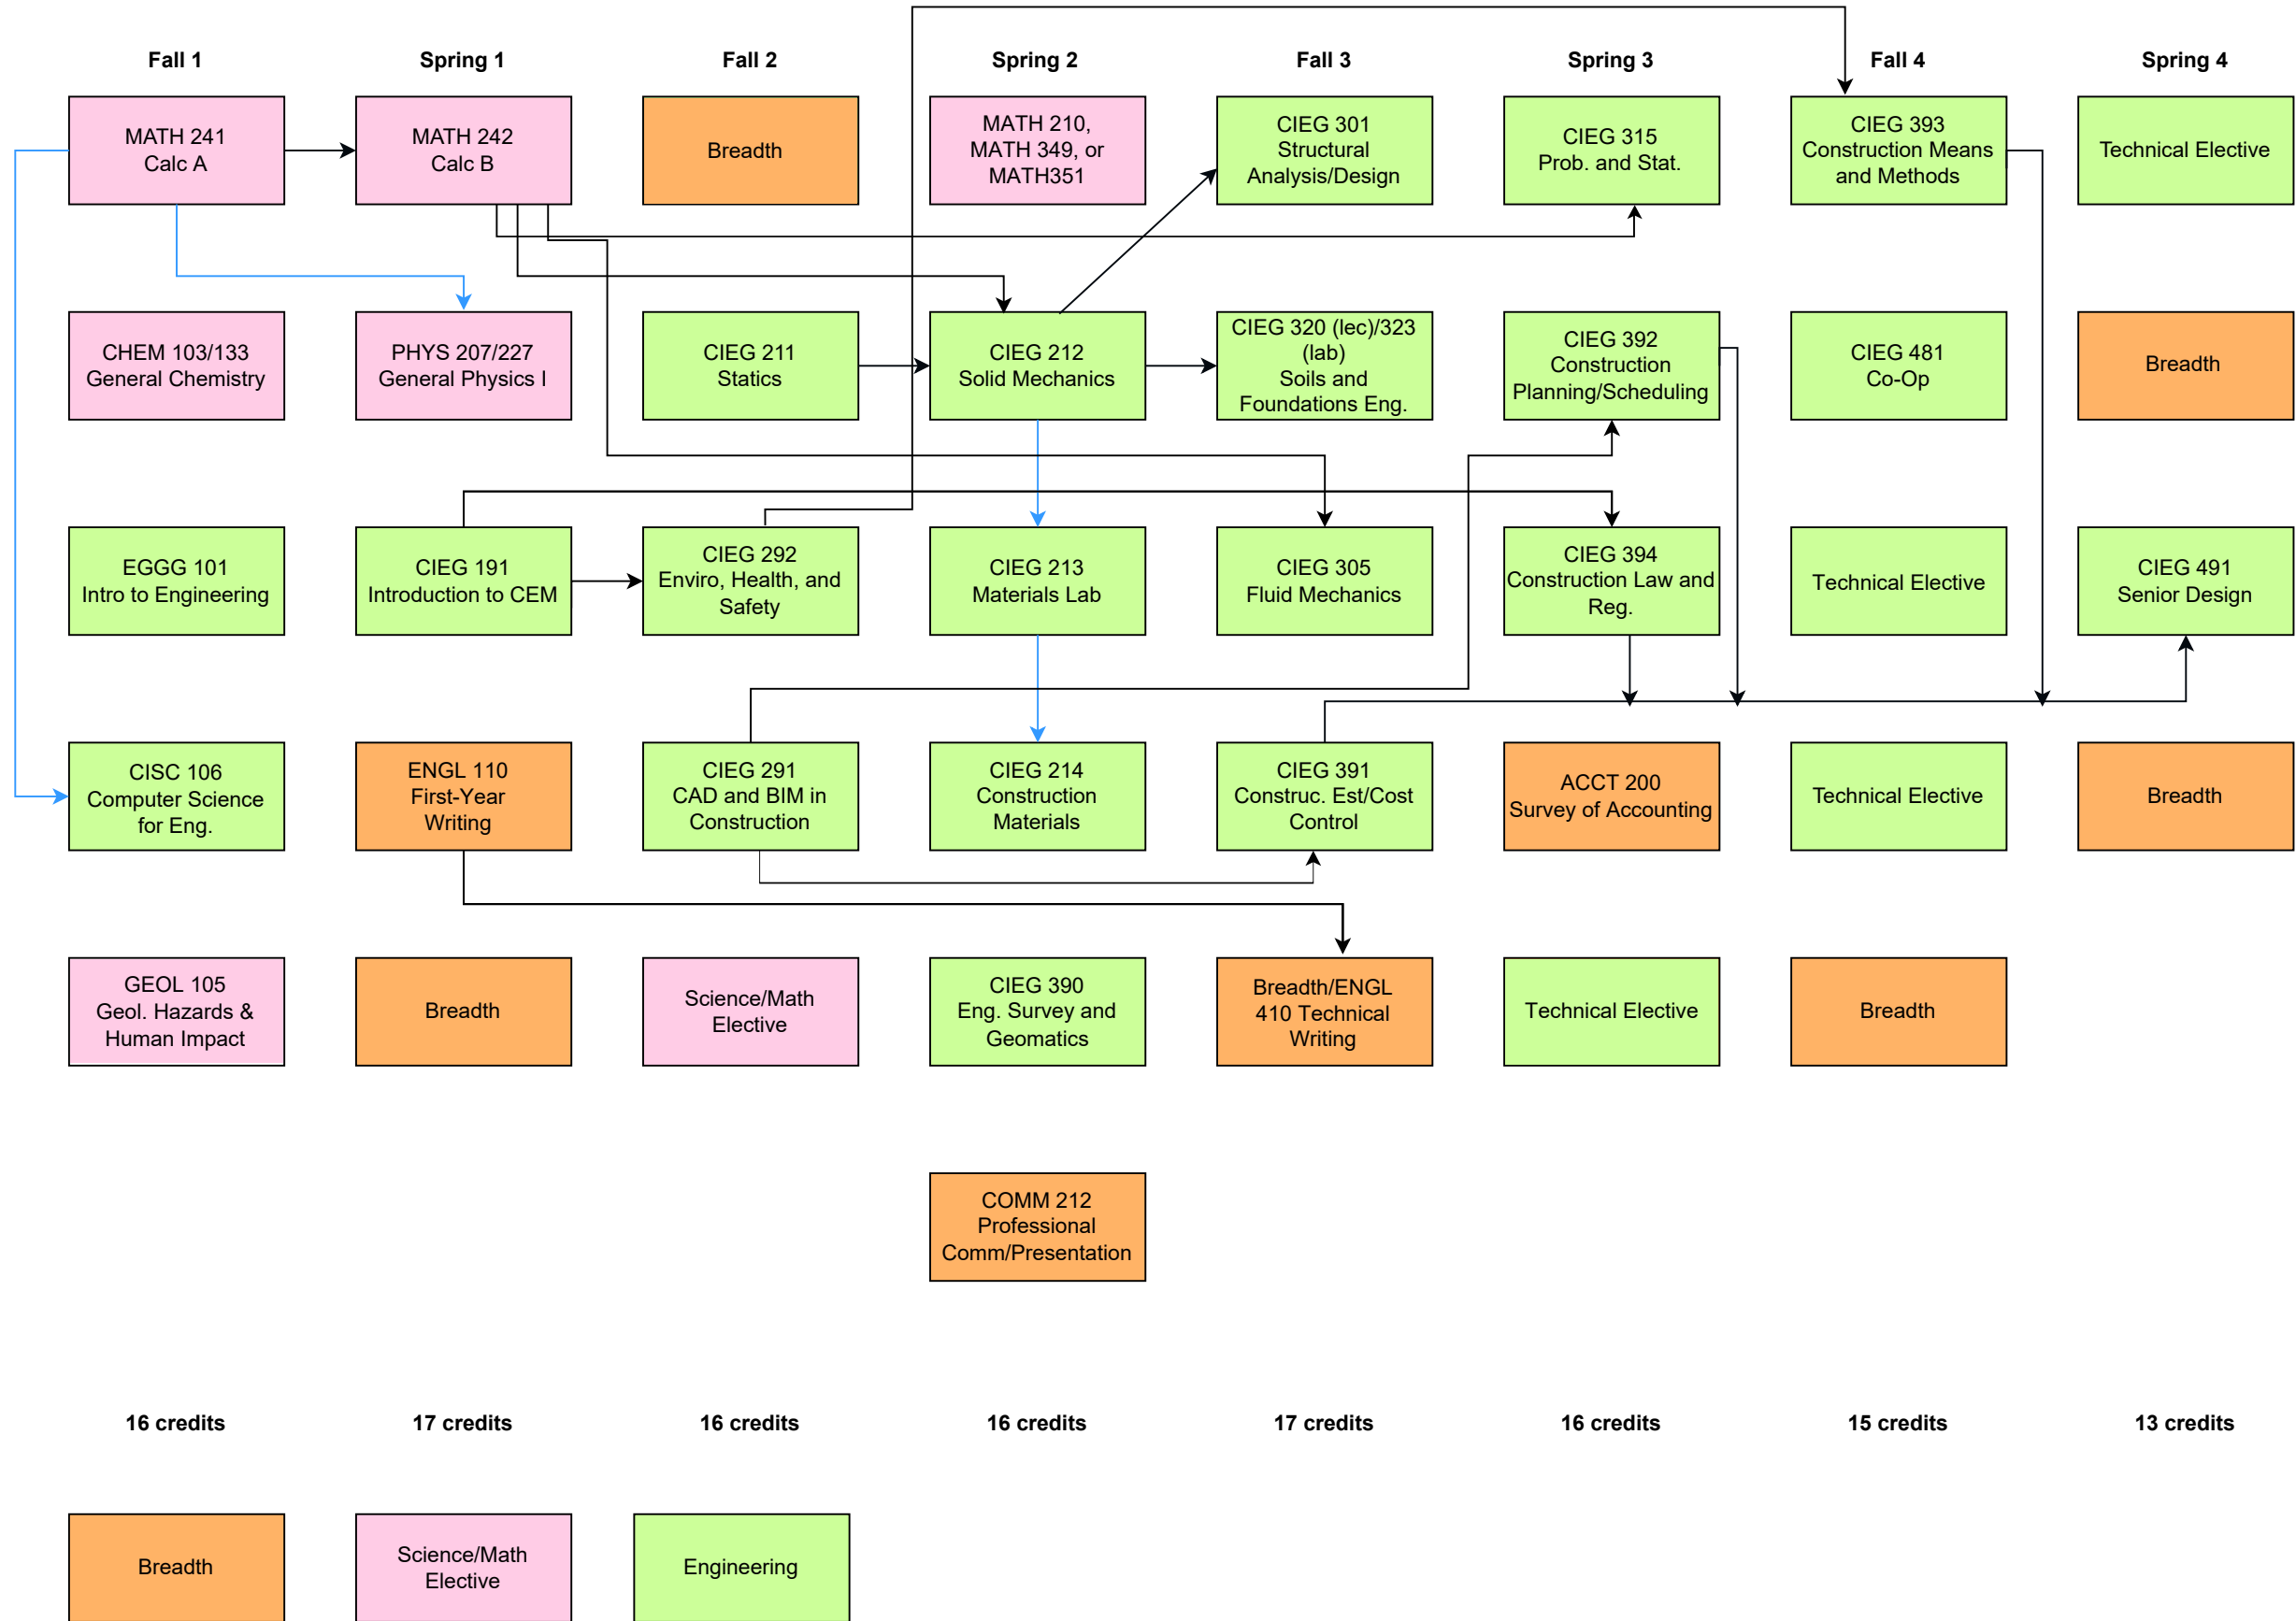 Fall 1
Spring 1
Fall 2
Spring 2
Fall 3
Spring 3
Fall 4
Spring 4
MATH 241
Calc A
MATH 242
Calc B
Breadth
MATH 210,
MATH 349, or
MATH351
CIEG 301
Structural
Analysis/Design
CIEG 315
Prob. and Stat.
CIEG 393
Construction Means
and Methods
Technical Elective
CHEM 103/133
General Chemistry
PHYS 207/227
General Physics I
CIEG 211
Statics
CIEG 212
Solid Mechanics
CIEG 320 (lec)/323
(lab)
Soils and
Foundations Eng.
CIEG 392
Construction
Planning/Scheduling
CIEG 481
Co-Op
Breadth
EGGG 101
Intro to Engineering
CIEG 191
Introduction to CEM
CIEG 292
Enviro, Health, and
Safety
CIEG 213
Materials Lab
CIEG 305
Fluid Mechanics
CIEG 394
Construction Law and
Reg.
Technical Elective
CIEG 491
Senior Design
CISC 106
Computer Science
for Eng.
ENGL 110
First-Year
Writing
CIEG 291
CAD and BIM in
Construction
CIEG 214
Construction
Materials
CIEG 391
Construc. Est/Cost
Control
ACCT 200
Survey of Accounting
Technical Elective
Breadth
GEOL 105
Geol. Hazards &
Human Impact
Breadth
Science/Math
Elective
CIEG 390
Eng. Survey and
Geomatics
Breadth/ENGL
410 Technical
Writing
Technical Elective
Breadth
COMM 212
Professional
Comm/Presentation
16 credits
17 credits
16 credits
16 credits
17 credits
16 credits
15 credits
13 credits
Breadth
Science/Math
Elective
Engineering